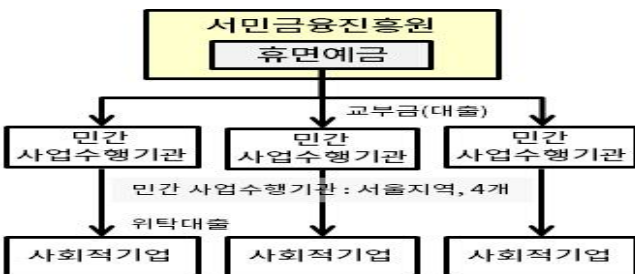 서민금융진흥원
휴면예금
교부금(대출)
민간
사업수행기관
민간
사업수행기관
민간
사업수행기관
민간 사업수행기관 : 서울지역, 4개
위탁대출
사회적기업
사회적기업
사회적기업